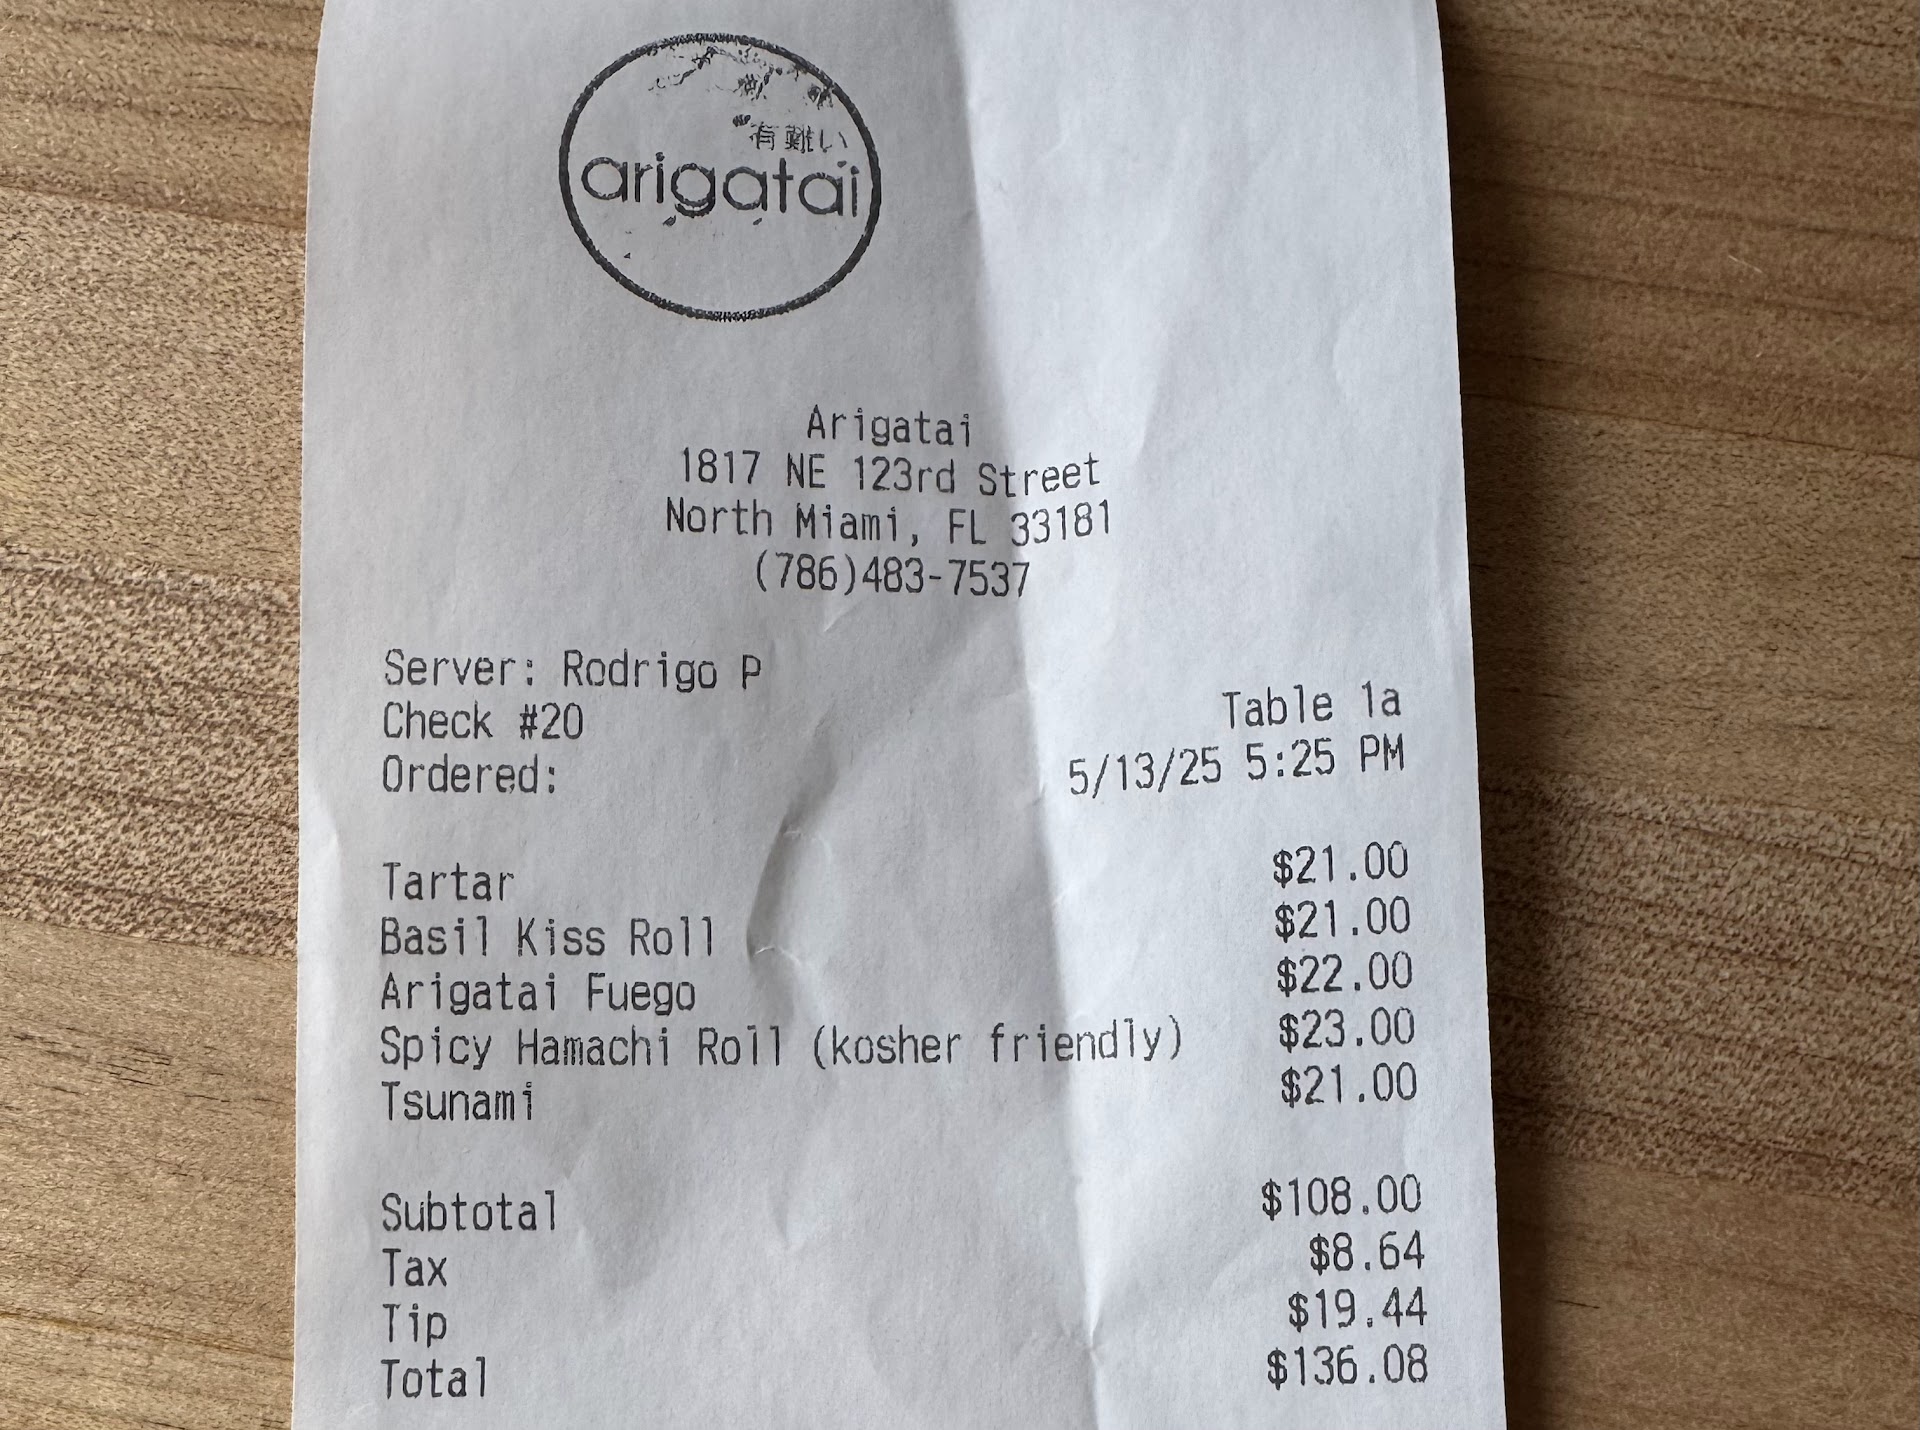 有難い
arigatai
Arigatai
1817 NE 123rd Street
North Miami, FL 33181
(786)483-7537
Server: Rodrigo P
Check #20 Table 1a
Ordered: 5/13/25 5:25 PM
Tartar $21.00
Basil Kiss Roll $21.00
Arigatai Fuego $22.00
Spicy Hamachi Roll (kosher friendly) $23.00
Tsunami $21.00
Subtotal $108.00
Tax $8.64
Tip $19.44
Total $136.08